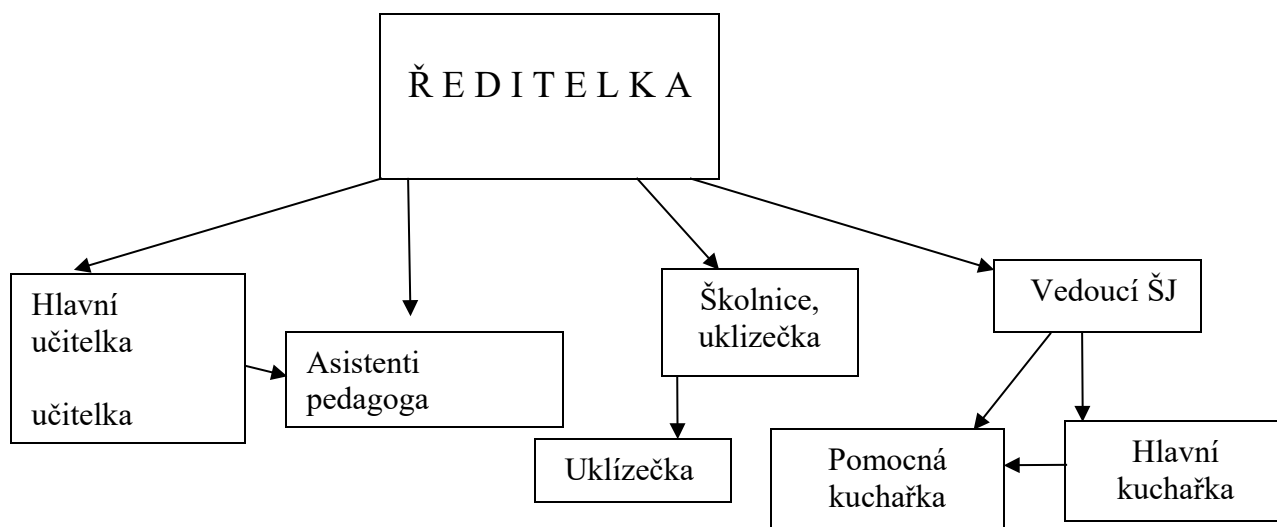 Ř E D I T E L K A
Hlavní
učitelka
učitelka
Asistenti
pedagoga
Školnice,
uklizečka
Uklízečka
Vedoucí ŠJ
Pomocná
kuchařka
Hlavní
kuchařka